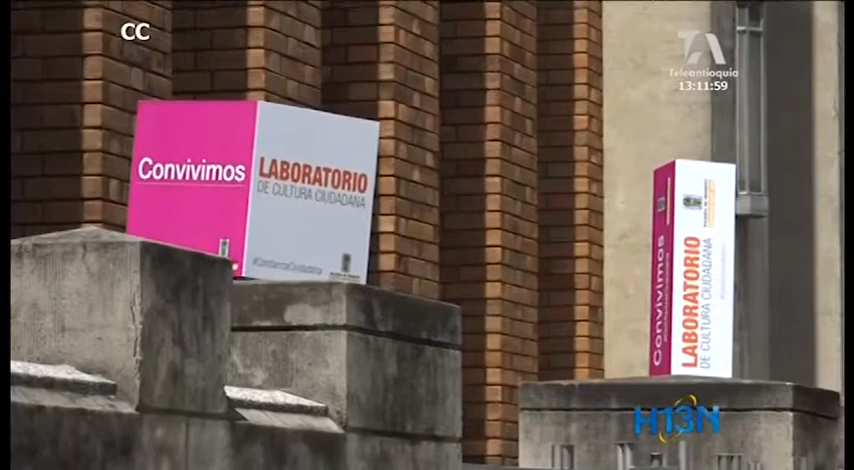 CC
Teleantioquia
13:11:59
Convivimos
LABORATORIO
DE CULTURA CIUDADANA
Convivimos
LABORATORIO
DE CULTURA CIUDADANA
H13N